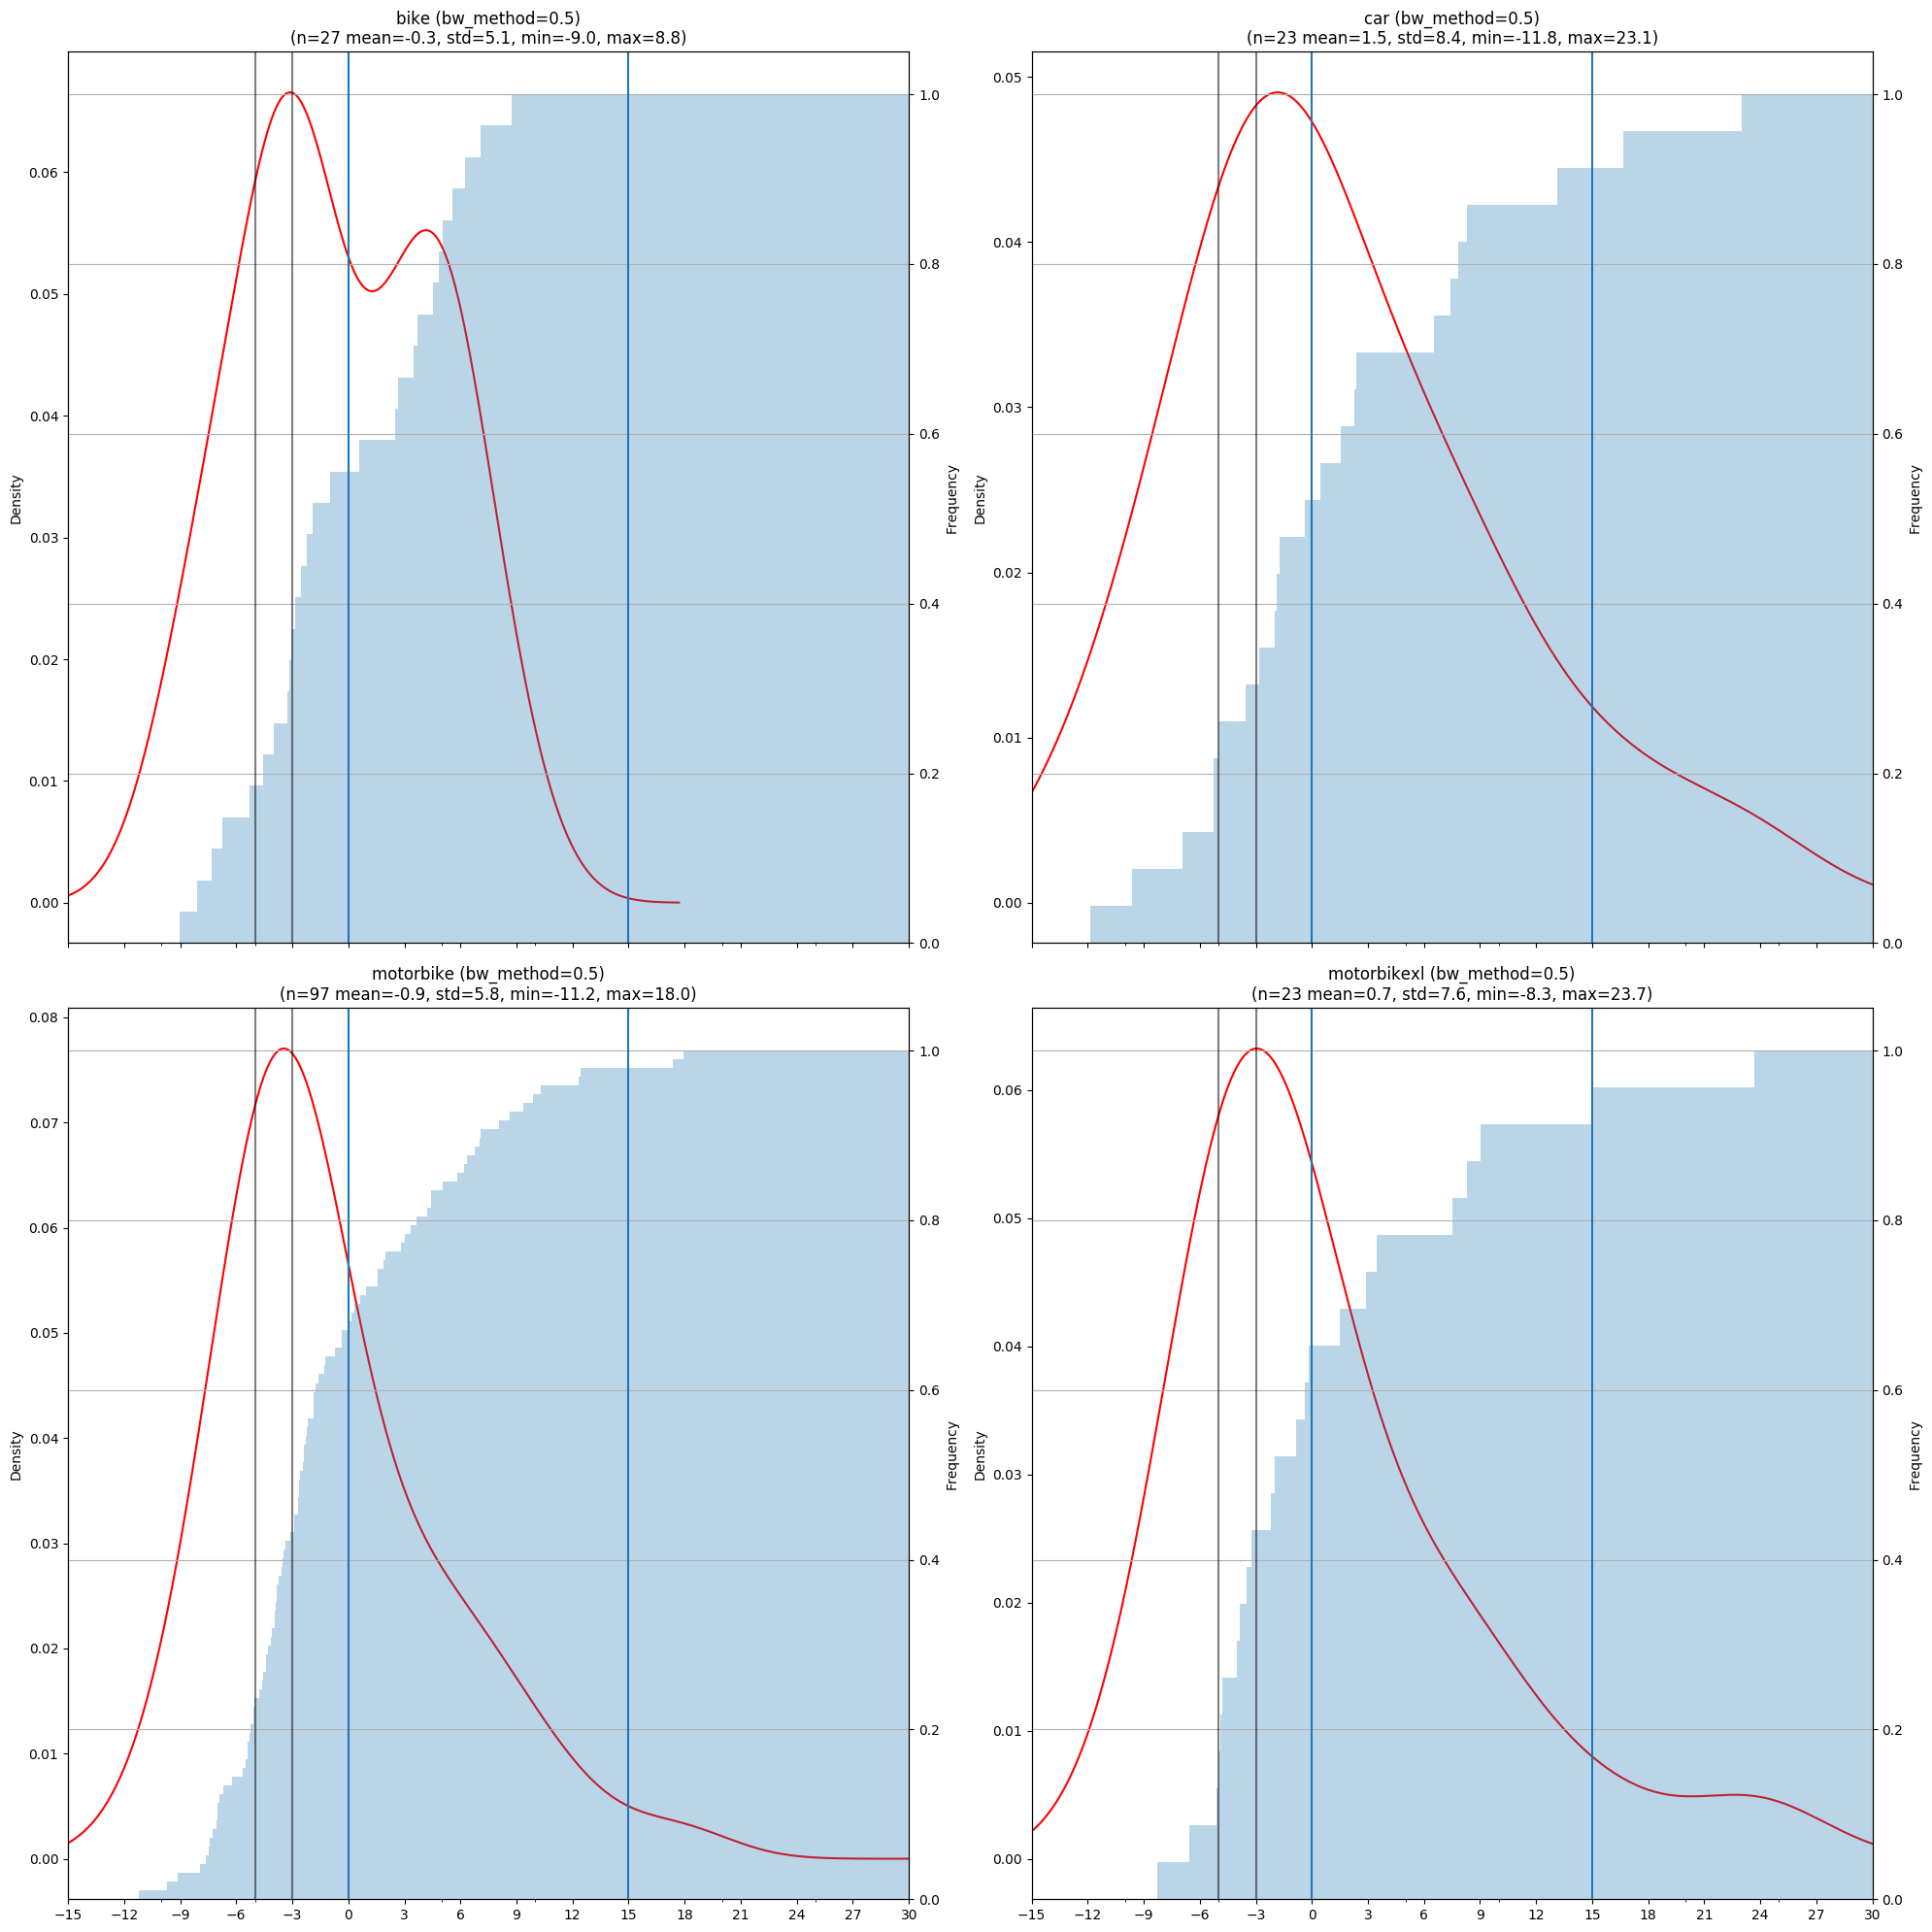 bike (bw_method=0.5)
(n=27 mean=-0.3, std=5.1, min=-9.0, max=8.8)
0.06
0.05
0.04
0.03
0.02
0.01
0.00
Density
1.0
0.8
0.6
0.4
0.2
0.0
Frequency
car (bw_method=0.5)
(n=23 mean=1.5, std=8.4, min=-11.8, max=23.1)
0.05
0.04
0.03
0.02
0.01
0.00
Density
1.0
0.8
0.6
0.4
0.2
0.0
Frequency
motorbike (bw_method=0.5)
(n=97 mean=-0.9, std=5.8, min=-11.2, max=18.0)
0.08
0.07
0.06
0.05
0.04
0.03
0.02
0.01
0.00
Density
1.0
0.8
0.6
0.4
0.2
0.0
Frequency
−15 −12 −9 −6 −3 0 3 6 9 12 15 18 21 24 27 30
motorbikexl (bw_method=0.5)
(n=23 mean=0.7, std=7.6, min=-8.3, max=23.7)
0.06
0.05
0.04
0.03
0.02
0.01
0.00
Density
1.0
0.8
0.6
0.4
0.2
0.0
Frequency
−15 −12 −9 −6 −3 0 3 6 9 12 15 18 21 24 27 30